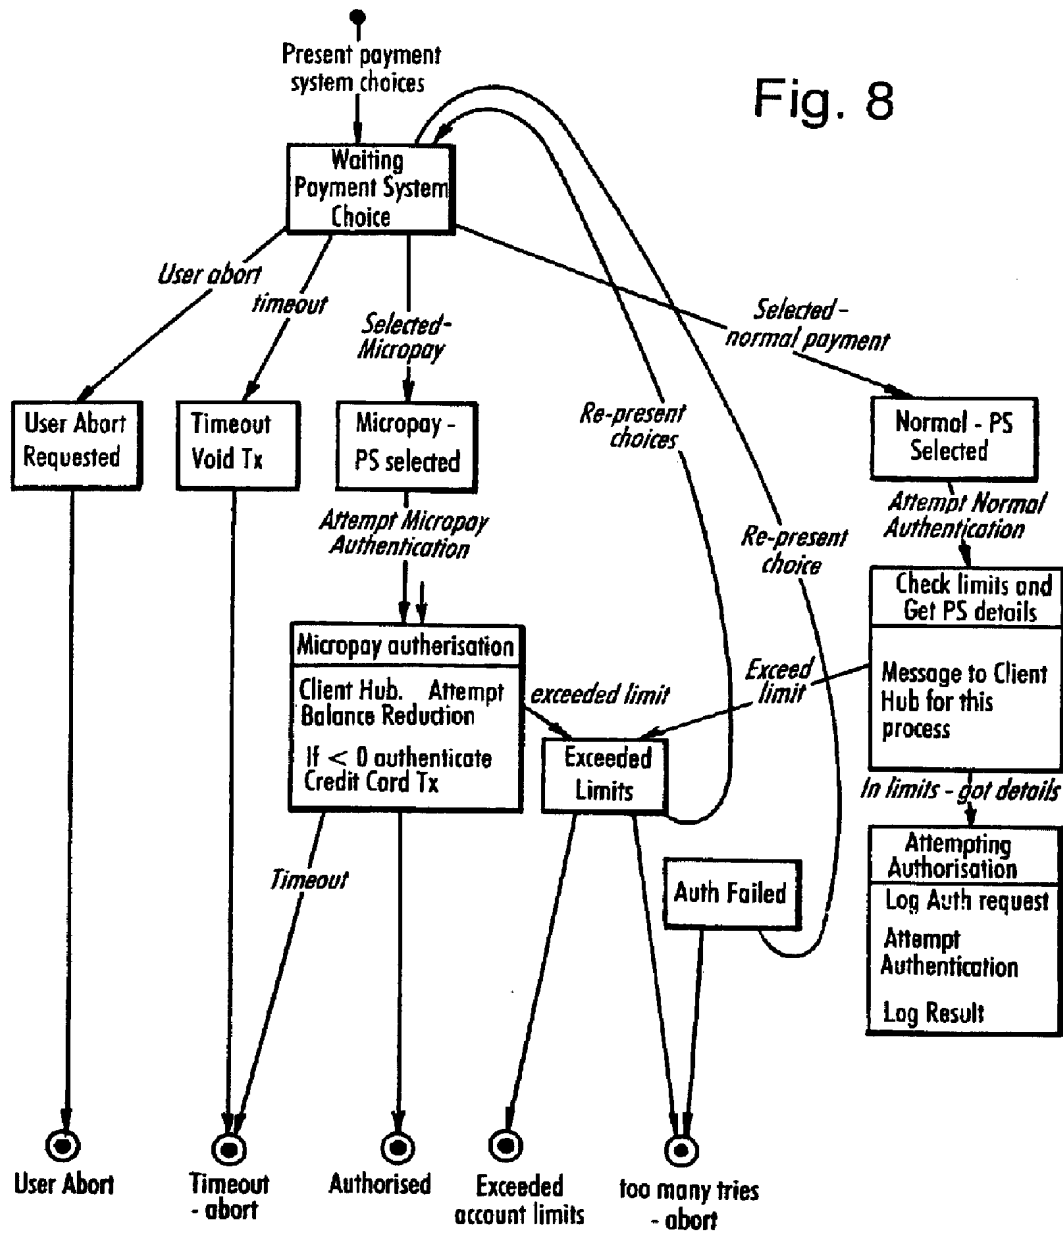 Present payment
system choices
Fig. 8
Waiting
Payment System
Choice
User abort
timeout
Selected-
Micropay
Selected-
normal payment
User Abort
Requested
Timeout
Void Tx
Micropay -
PS selected
Re-present
choices
Normal - PS
Selected
Attempt Micropay
Authentication
Re-present
choice
Attempt Normal
Authentication
Check limits and
Get PS details
Message to Client
Hub for this
process
Micropay autherisation
Client Hub. Attempt
Balance Reduction
If < 0 authenticate
Credit Card Tx
exceeded limit
Exceed
limit
Exceeded
Limits
In limits - got details
Attempting
Authorisation
Log Auth request
Attempt
Authentication
Log Result
Timeout
Auth Failed
User Abort
Timeout
- abort
Authorised
Exceeded
account limits
too many tries
- abort